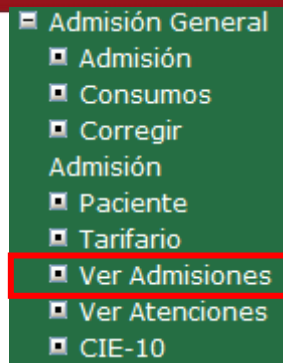 Admisión General
Admisión
Consumos
Corregir
Admisión
Paciente
Tarifario
Ver Admisiones
Ver Atenciones
CIE-10